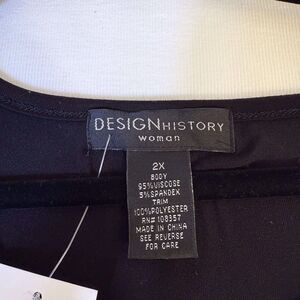 DESIGNHISTORY
woman
2X
BODY
95%VISCOSE
5%SPANDEX
TRIM
100%POLYESTER
RN# 108357
MADE IN CHINA
SEE REVERSE
FOR CARE